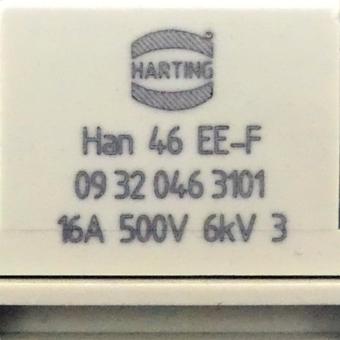 HARTING
Han 46 EE-F
09 32 046 3101
16A 500V 6kV 3